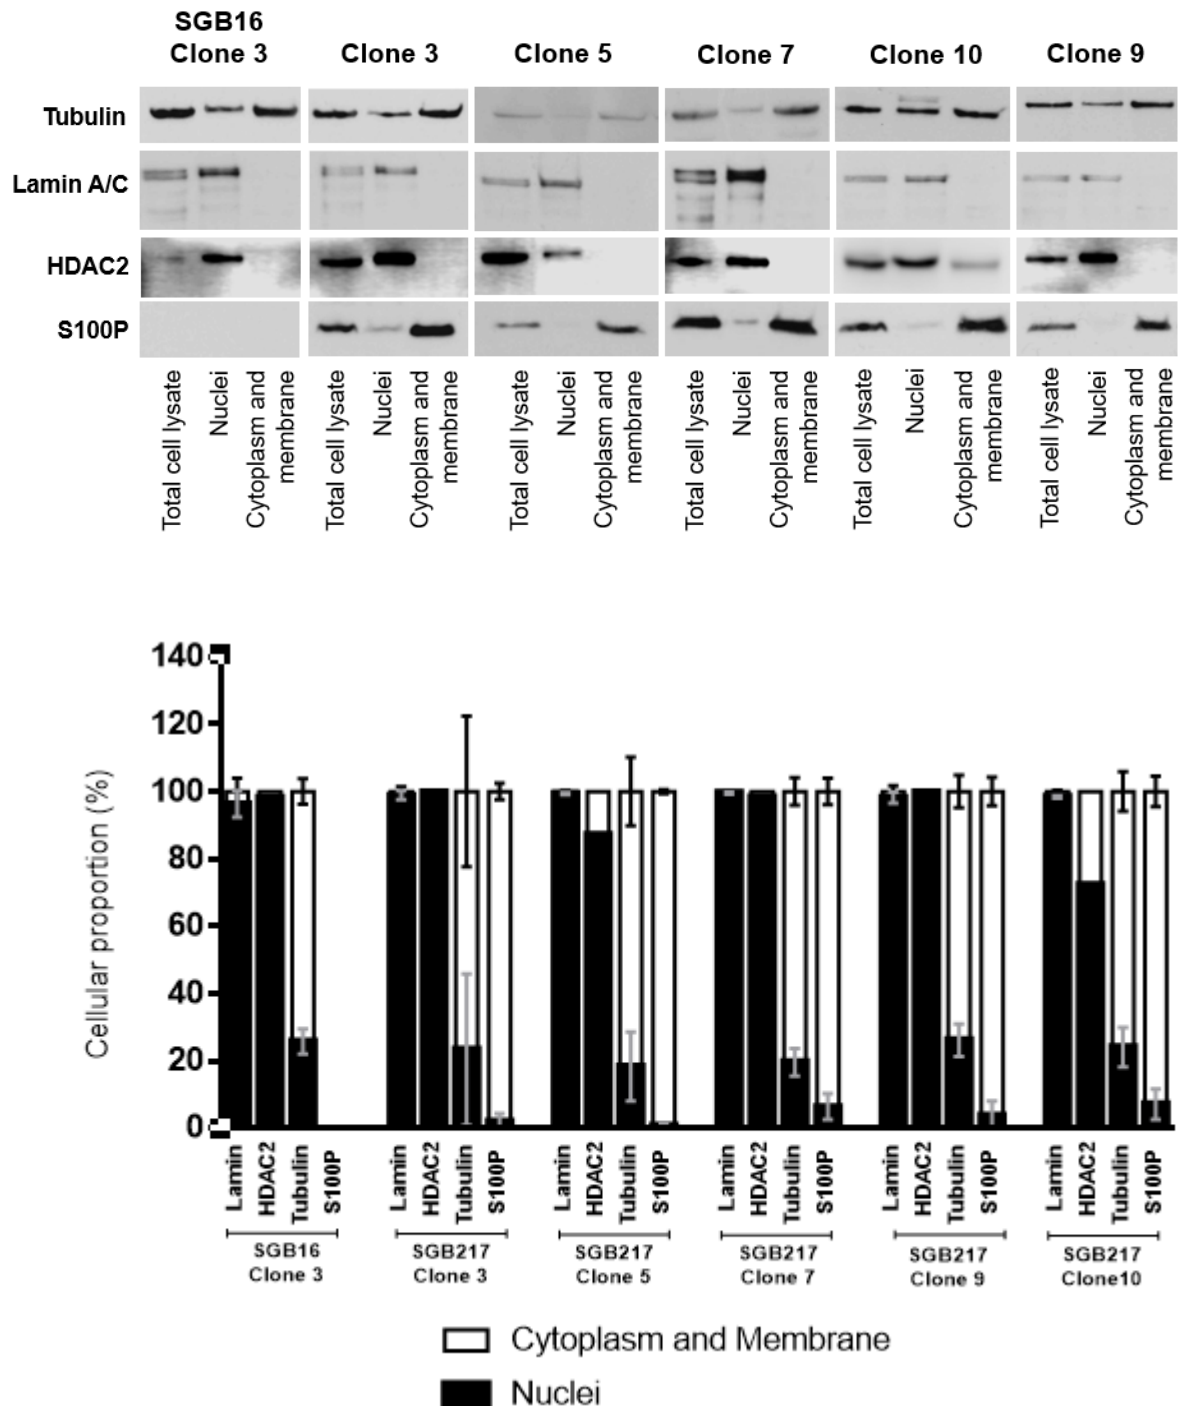 SGB16
Clone 3 Clone 3 Clone 5 Clone 7 Clone 10 Clone 9
Tubulin
Lamin A/C
HDAC2
S100P
Total cell lysate Nuclei Cytoplasm and membrane Total cell lysate Nuclei Cytoplasm and membrane Total cell lysate Nuclei Cytoplasm and membrane Total cell lysate Nuclei Cytoplasm and membrane Total cell lysate Nuclei Cytoplasm and membrane Total cell lysate Nuclei Cytoplasm and membrane
Cellular proportion (%)
140
120
100
80
60
40
20
0
Lamin HDAC2 Tubulin S100P Lamin HDAC2 Tubulin S100P Lamin HDAC2 Tubulin S100P Lamin HDAC2 Tubulin S100P Lamin HDAC2 Tubulin S100P Lamin HDAC2 Tubulin S100P
SGB16 SGB217 SGB217 SGB217 SGB217 SGB217
Clone 3 Clone 3 Clone 5 Clone 7 Clone 9 Clone10
Cytoplasm and Membrane
Nuclei